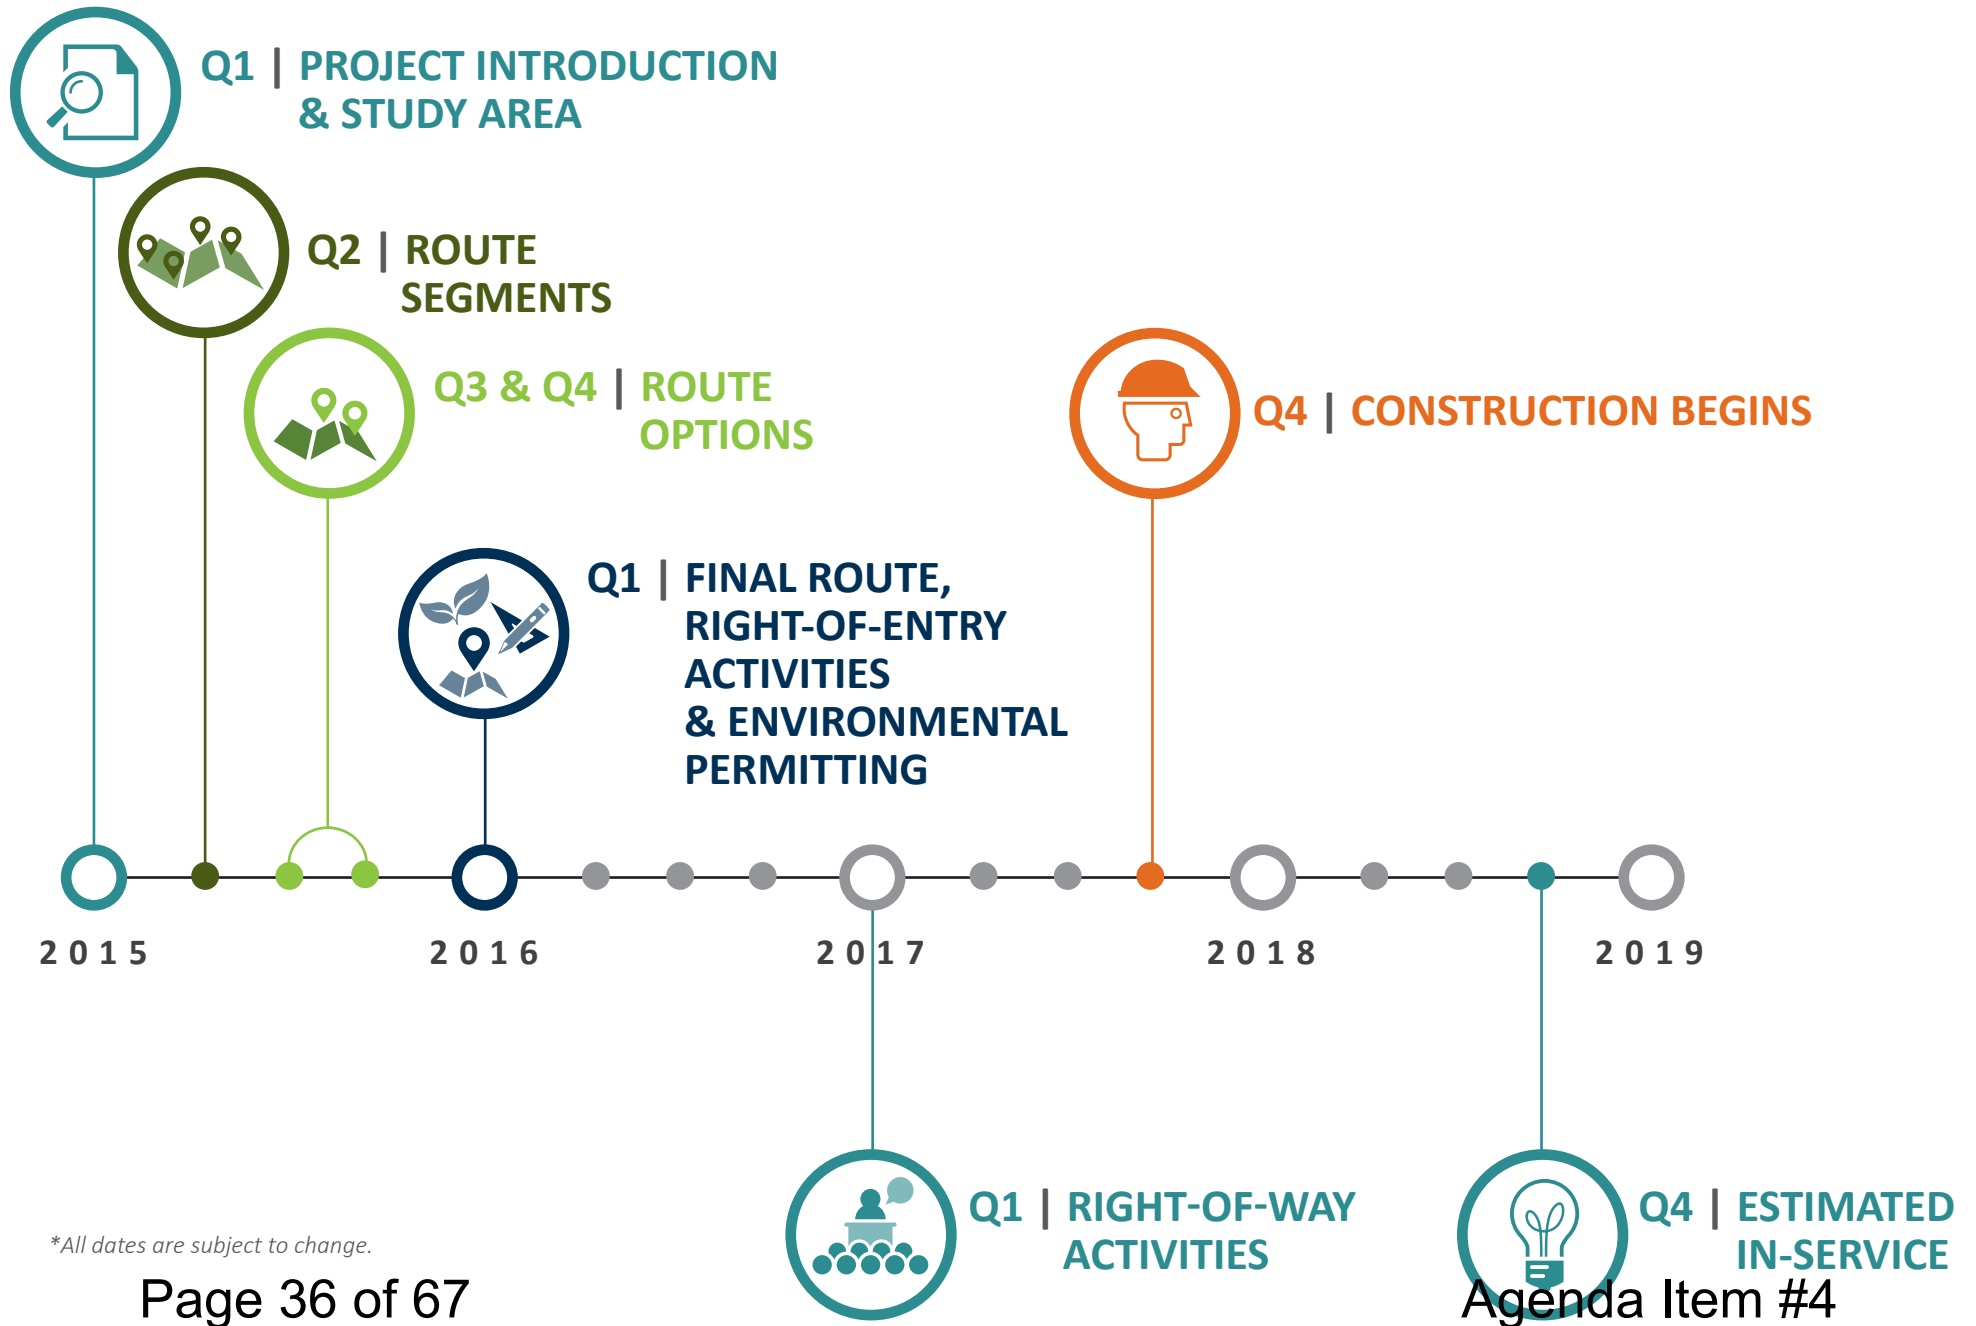 Q1 | PROJECT INTRODUCTION
& STUDY AREA
Q2 | ROUTE
SEGMENTS
Q3 & Q4 | ROUTE
OPTIONS
Q4 | CONSTRUCTION BEGINS
Q1 | FINAL ROUTE,
RIGHT-OF-ENTRY
ACTIVITIES
& ENVIRONMENTAL
PERMITTING
2015
2016
2017
2018
2019
Q1 | RIGHT-OF-WAY
ACTIVITIES
Q4 | ESTIMATED
IN-SERVICE
*All dates are subject to change.
Page 36 of 67
Agenda Item #4